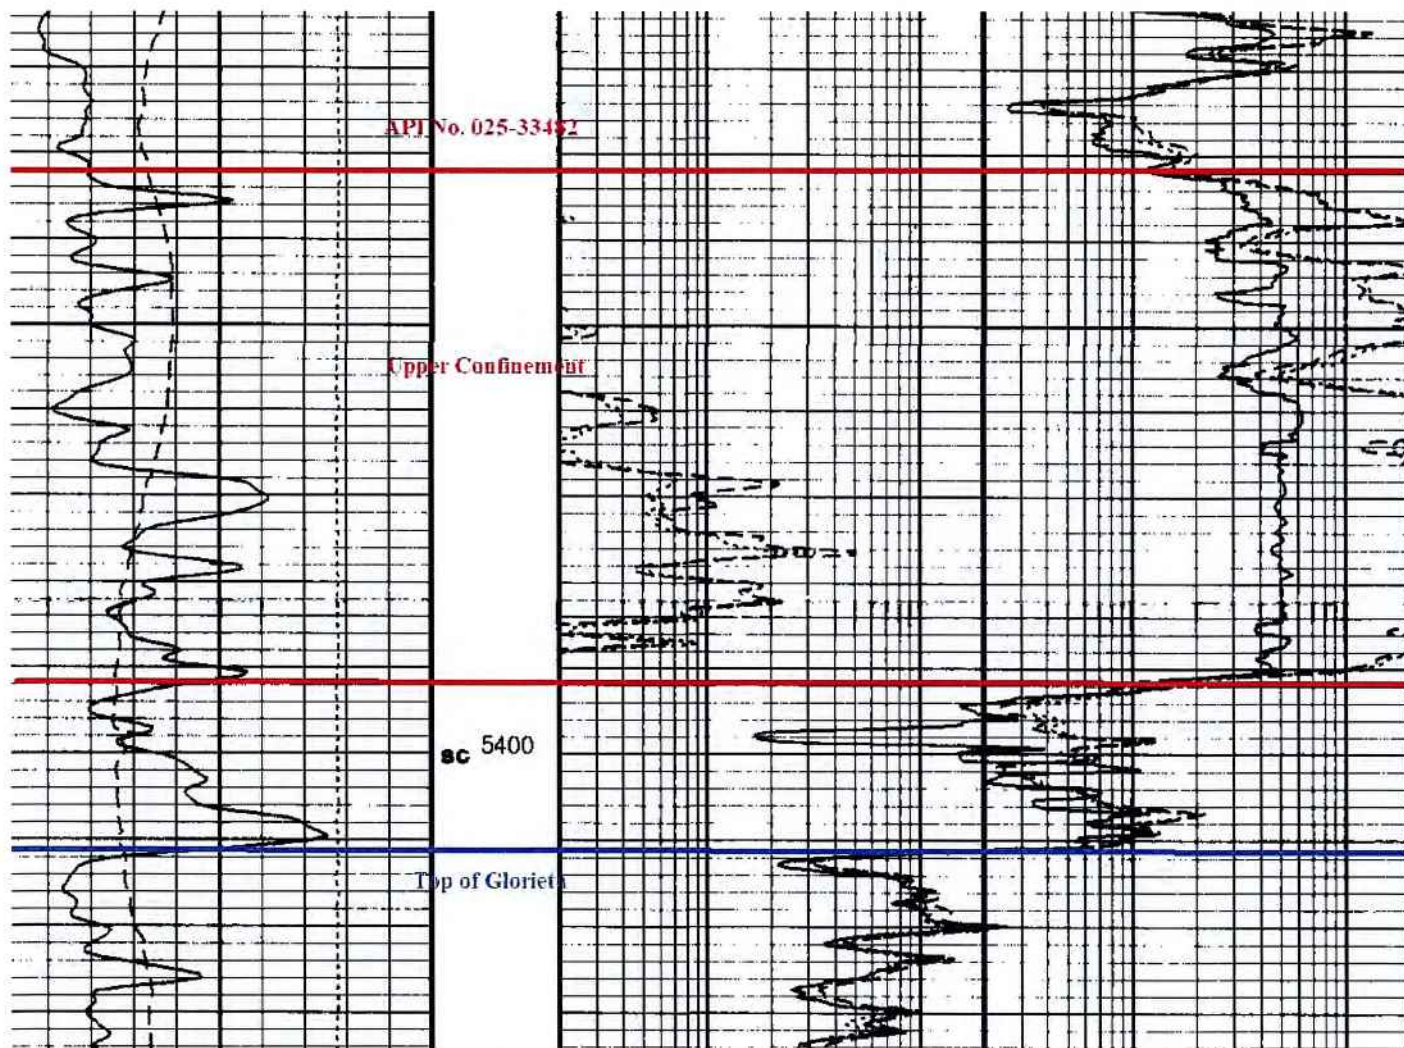 API No. 025-33482
Upper Confinement
sc 5400
Top of Glorieta